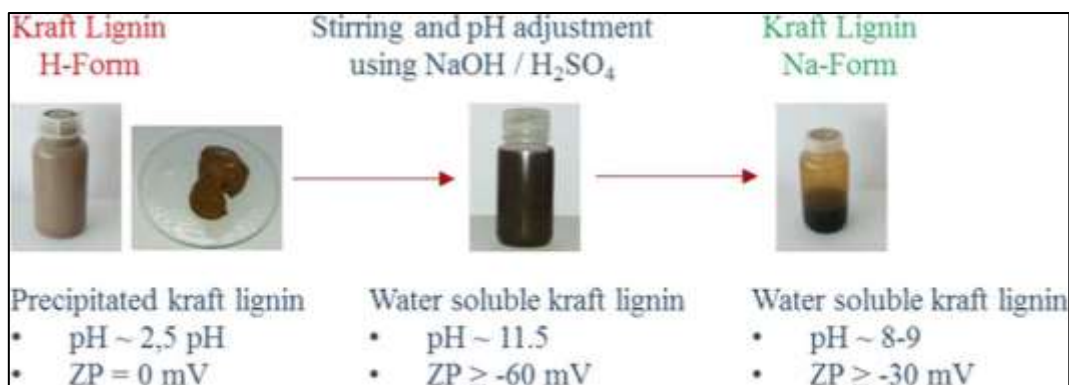 Kraft Lignin
H-Form
Stirring and pH adjustment
using NaOH / H₂SO₄
Kraft Lignin
Na-Form
Precipitated kraft lignin
• pH ~ 2,5 pH
• ZP = 0 mV
Water soluble kraft lignin
• pH ~ 11.5
• ZP > -60 mV
Water soluble kraft lignin
• pH ~ 8-9
• ZP > -30 mV